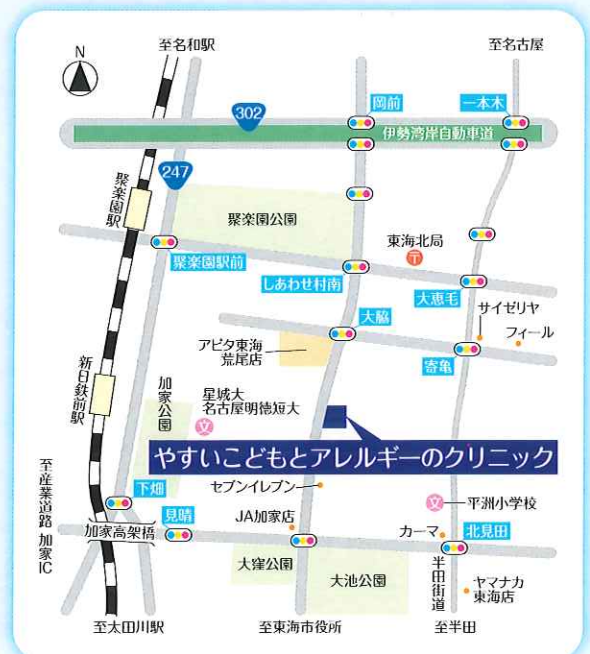 N
至名和駅
至名古屋
岡前
一本木
302
伊勢湾岸自動車道
247
聚楽園駅
聚楽園公園
東海北局
〒
聚楽園駅前
しあわせ村南
大恵毛
サイゼリヤ
大脇
フィール
アピタ東海
荒尾店
寄亀
新日鉄前駅
加家公園
星城大
名古屋明徳短大
文
やすいこどもとアレルギーのクリニック
下畑
セブンイレブン
文
平洲小学校
至産業道路 加家IC
見晴
JA加家店
カーマ
北見田
加家高架橋
大窪公園
大池公園
半田街道
ヤマナカ
東海店
至太田川駅
至東海市役所
至半田